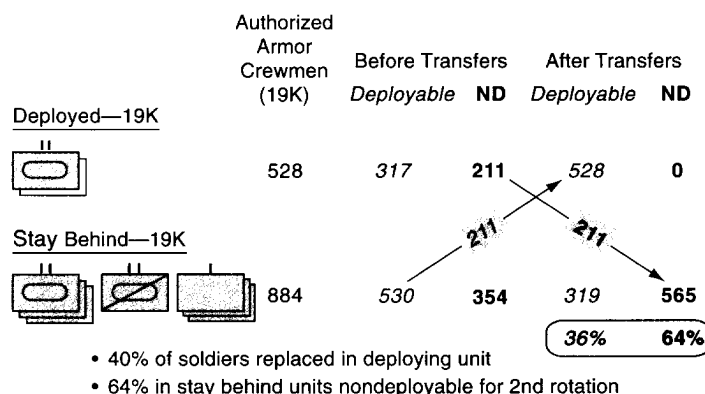 Authorized
Armor
Crewmen
(19K)
Before Transfers After Transfers
Deployable ND Deployable ND
Deployed—19K
528 317 211 528 0
211 211
Stay Behind—19K
884 530 354 319 565
36% 64%
• 40% of soldiers replaced in deploying unit
• 64% in stay behind units nondeployable for 2nd rotation